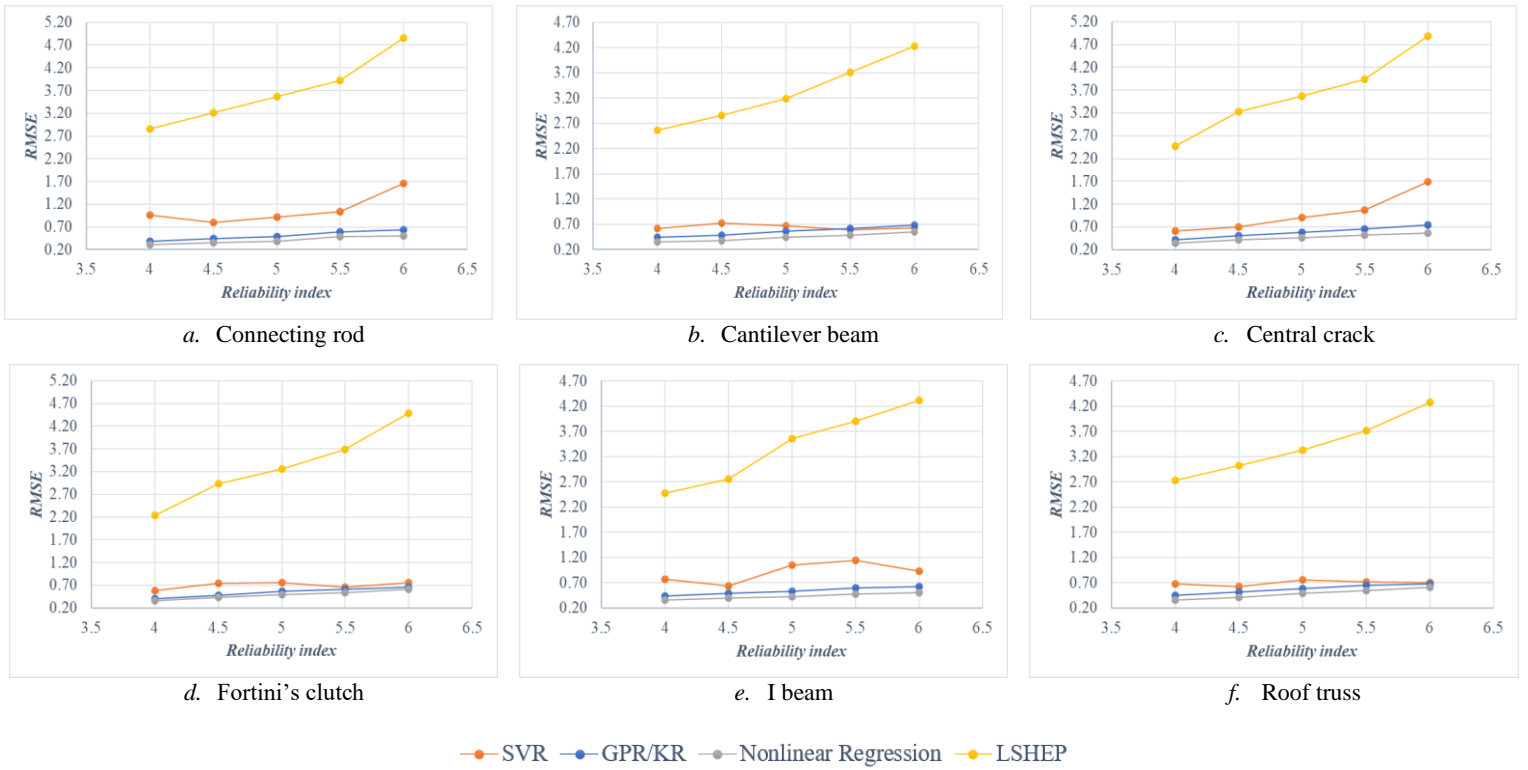 5.20
4.70
4.20
3.70
3.20
2.70
2.20
1.70
1.20
0.70
0.20
RMSE
3.5 4 4.5 5 5.5 6 6.5
Reliability index
a. Connecting rod
4.70
4.20
3.70
3.20
2.70
2.20
1.70
1.20
0.70
0.20
RMSE
3.5 4 4.5 5 5.5 6 6.5
Reliability index
b. Cantilever beam
5.20
4.70
4.20
3.70
3.20
2.70
2.20
1.70
1.20
0.70
0.20
RMSE
3.5 4 4.5 5 5.5 6 6.5
Reliability index
c. Central crack
5.20
4.70
4.20
3.70
3.20
2.70
2.20
1.70
1.20
0.70
0.20
RMSE
3.5 4 4.5 5 5.5 6 6.5
Reliability index
d. Fortini’s clutch
4.70
4.20
3.70
3.20
2.70
2.20
1.70
1.20
0.70
0.20
RMSE
3.5 4 4.5 5 5.5 6 6.5
Reliability index
e. I beam
4.70
4.20
3.70
3.20
2.70
2.20
1.70
1.20
0.70
0.20
RMSE
3.5 4 4.5 5 5.5 6 6.5
Reliability index
f. Roof truss
SVR GPR/KR Nonlinear Regression LSHEP